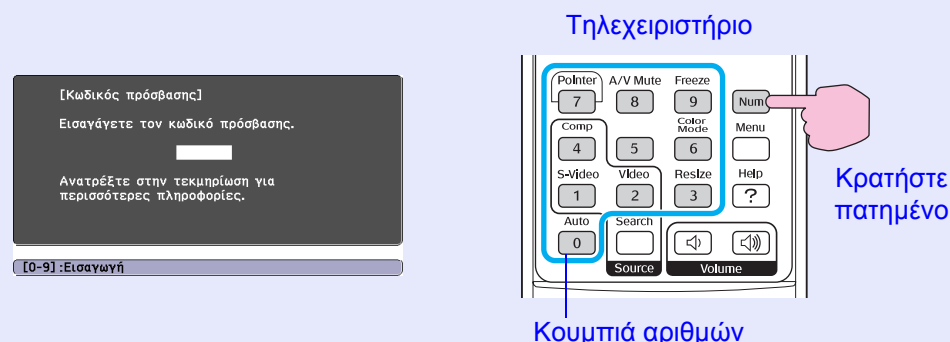 Τηλεχειριστήριο
[Κωδικός πρόσβασης]
Εισαγάγετε τον κωδικό πρόσβασης.
Ανατρέξτε στην τεκμηρίωση για
περισσότερες πληροφορίες.
[0-9] :Εισαγωγή
Pointer A/V Mute Freeze
7 8 9 Num
Comp Color
Mode Menu
4 5 6
S-Video Video Resize Help
1 2 3 ?
Auto Search
0
Source Volume
Κρατήστε
πατημένο
Κουμπιά αριθμών